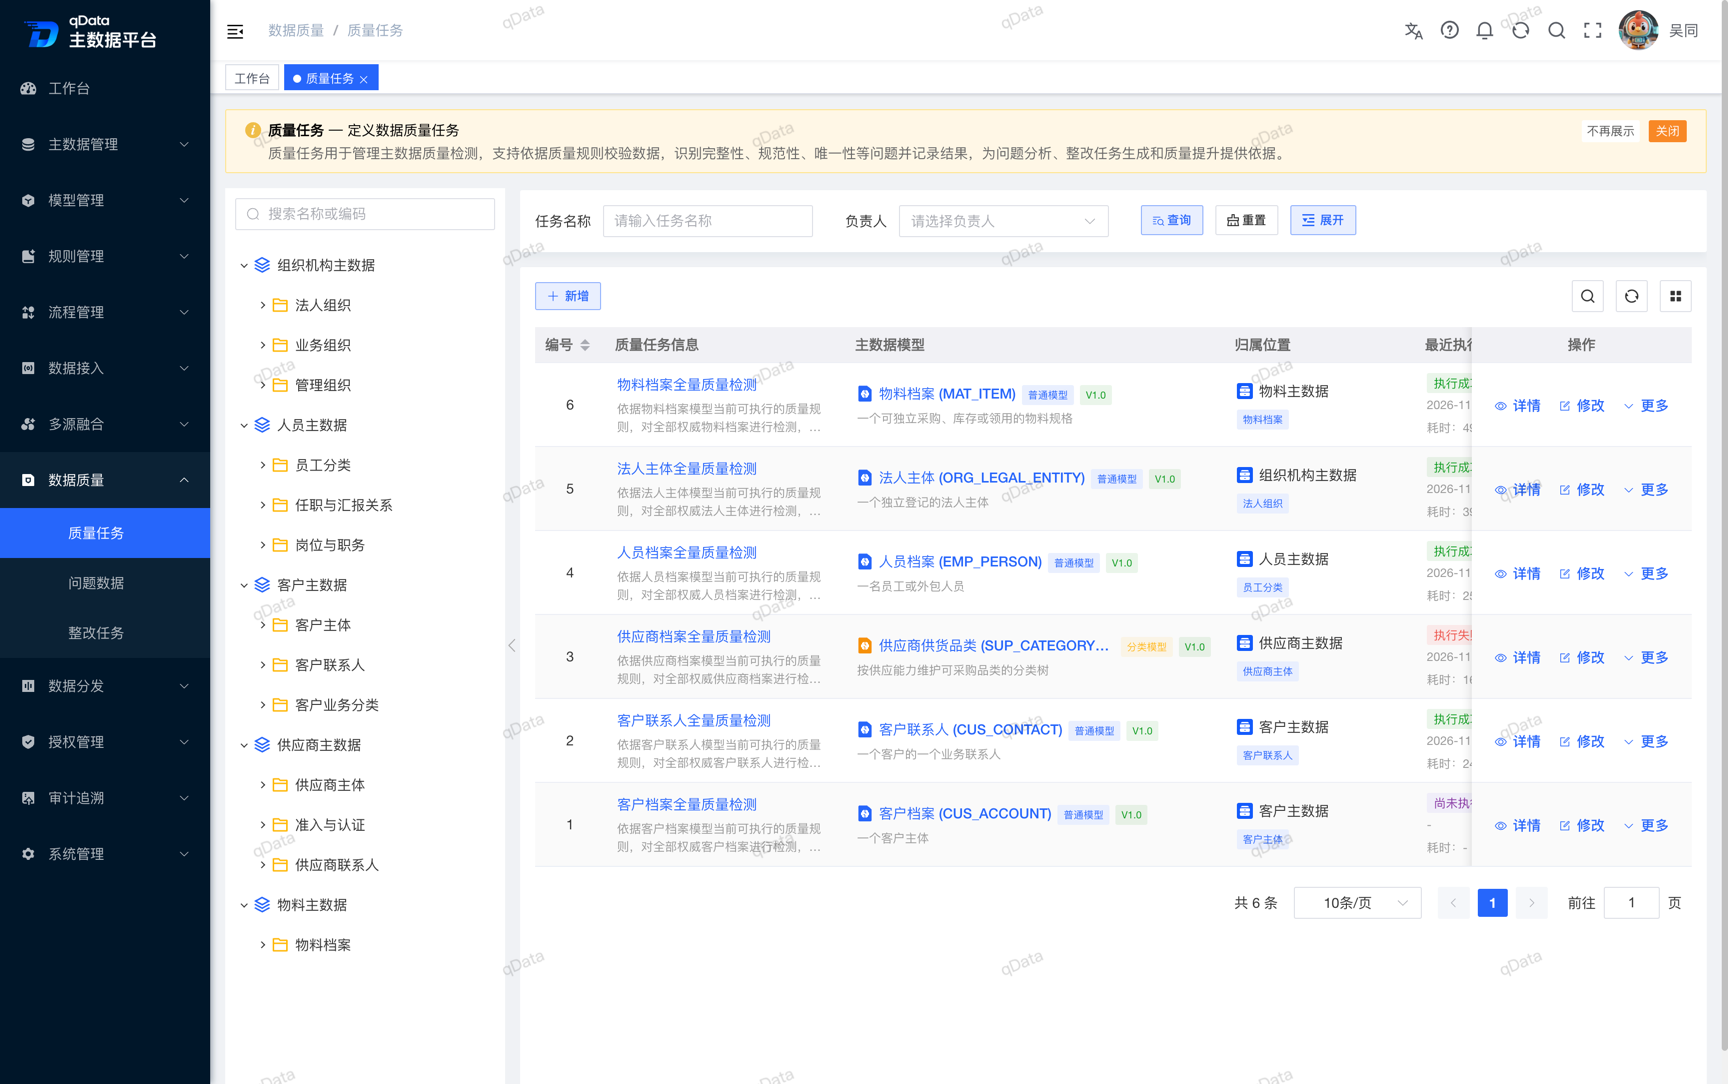 qData
主数据平台
工作台
主数据管理
模型管理
规则管理
流程管理
数据接入
多源融合
数据质量
质量任务
问题数据
整改任务
数据分发
授权管理
审计追溯
系统管理
数据质量 / 质量任务
吴同
工作台
质量任务
质量任务 — 定义数据质量任务
质量任务用于管理主数据质量检测，支持依据质量规则校验数据，识别完整性、规范性、唯一性等问题并记录结果，为问题分析、整改任务生成和质量提升提供依据。
不再展示
关闭
搜索名称或编码
组织机构主数据
法人组织
业务组织
管理组织
人员主数据
员工分类
任职与汇报关系
岗位与职务
客户主数据
客户主体
客户联系人
客户业务分类
供应商主数据
供应商主体
准入与认证
供应商联系人
物料主数据
物料档案
任务名称 请输入任务名称 负责人 请选择负责人 查询 重置 展开
新增
编号 质量任务信息 主数据模型 归属位置 最近执行 操作
6
物料档案全量质量检测
依据物料档案模型当前可执行的质量规
则，对全部权威物料档案进行检测，...
物料档案 (MAT_ITEM) 普通模型 V1.0
一个可独立采购、库存或领用的物料规格
物料主数据
物料档案
执行成
2026-11
耗时：49
详情 修改 更多
5
法人主体全量质量检测
依据法人主体模型当前可执行的质量规
则，对全部权威法人主体进行检测，...
法人主体 (ORG_LEGAL_ENTITY) 普通模型 V1.0
一个独立登记的法人主体
组织机构主数据
法人组织
执行成
2026-11
耗时：39
详情 修改 更多
4
人员档案全量质量检测
依据人员档案模型当前可执行的质量规
则，对全部权威人员档案进行检测，...
人员档案 (EMP_PERSON) 普通模型 V1.0
一名员工或外包人员
人员主数据
员工分类
执行成
2026-11
耗时：25
详情 修改 更多
3
供应商档案全量质量检测
依据供应商档案模型当前可执行的质量
规则，对全部权威供应商档案进行检...
供应商供货品类 (SUP_CATEGORY... 分类模型 V1.0
按供应能力维护可采购品类的分类树
供应商主数据
供应商主体
执行失
2026-11
耗时：16
详情 修改 更多
2
客户联系人全量质量检测
依据客户联系人模型当前可执行的质量
规则，对全部权威客户联系人进行检...
客户联系人 (CUS_CONTACT) 普通模型 V1.0
一个客户的一个业务联系人
客户主数据
客户联系人
执行成
2026-11
耗时：24
详情 修改 更多
1
客户档案全量质量检测
依据客户档案模型当前可执行的质量规
则，对全部权威客户档案进行检测，...
客户档案 (CUS_ACCOUNT) 普通模型 V1.0
一个客户主体
客户主数据
客户主体
尚未执
-
耗时：-
详情 修改 更多
共 6 条 10条/页 1 前往 1 页